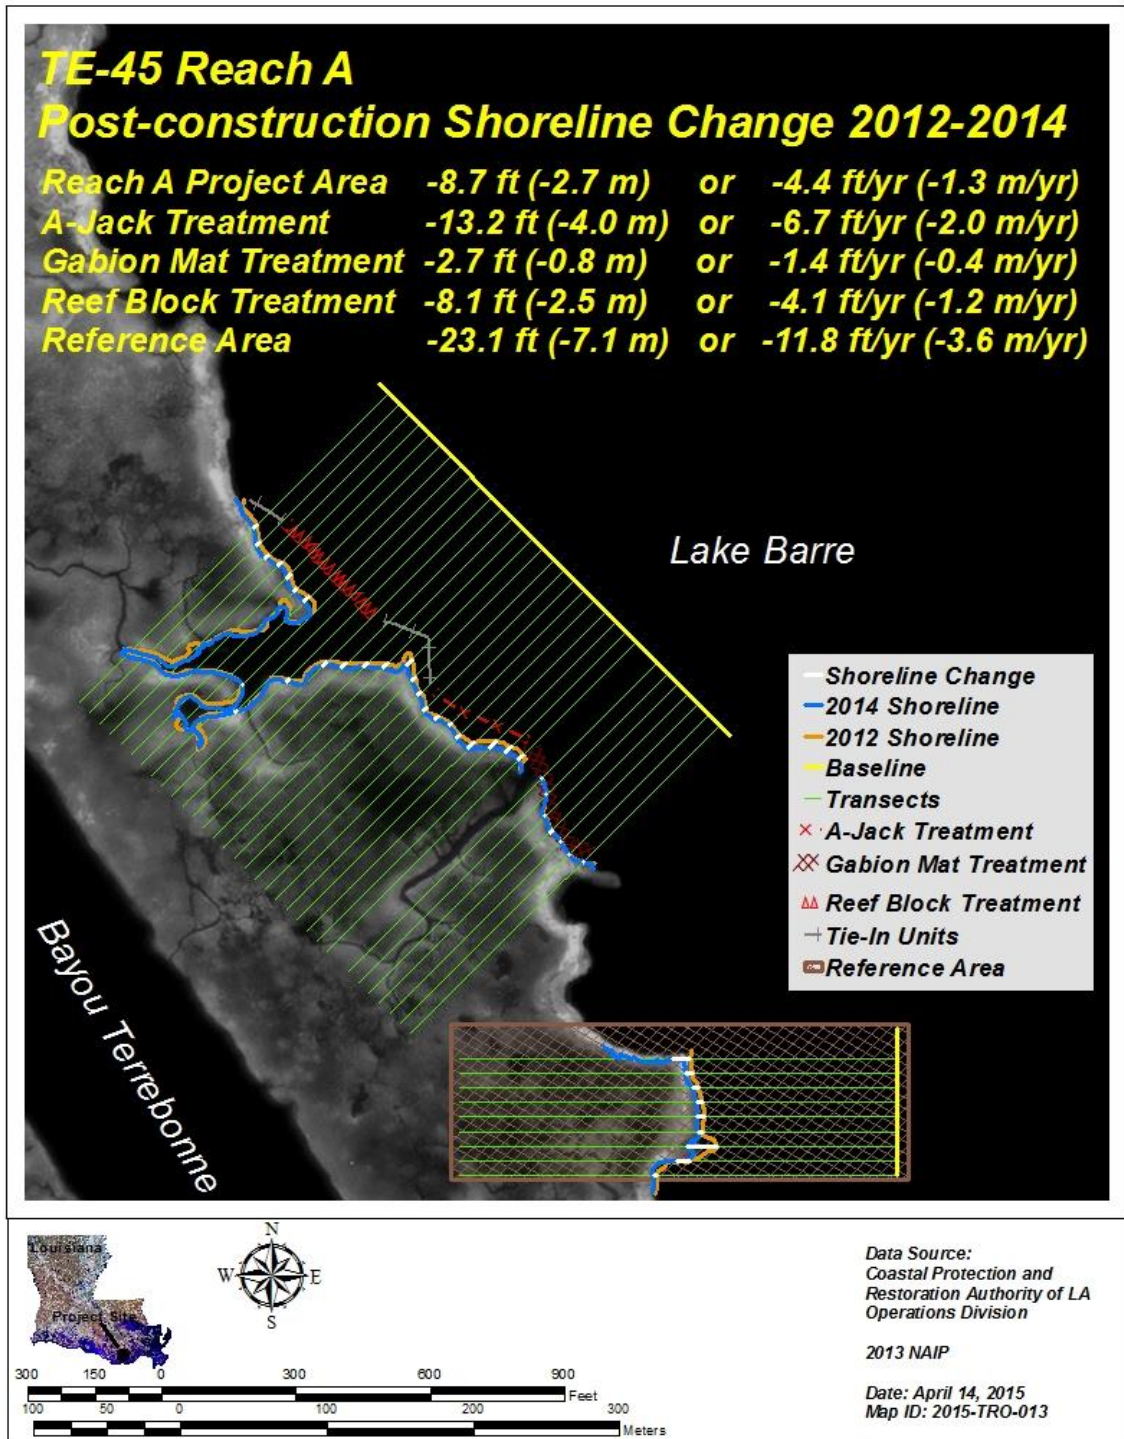 TE-45 Reach A
Post-construction Shoreline Change 2012-2014
Reach A Project Area -8.7 ft (-2.7 m) or -4.4 ft/yr (-1.3 m/yr)
A-Jack Treatment -13.2 ft (-4.0 m) or -6.7 ft/yr (-2.0 m/yr)
Gabion Mat Treatment -2.7 ft (-0.8 m) or -1.4 ft/yr (-0.4 m/yr)
Reef Block Treatment -8.1 ft (-2.5 m) or -4.1 ft/yr (-1.2 m/yr)
Reference Area -23.1 ft (-7.1 m) or -11.8 ft/yr (-3.6 m/yr)
Lake Barre
Shoreline Change
2014 Shoreline
2012 Shoreline
Baseline
Transects
A-Jack Treatment
Gabion Mat Treatment
Reef Block Treatment
Tie-In Units
Reference Area
Bayou Terrebonne
Louisiana
Project Site
N
W E
S
300 150 0 300 600 900
Feet
100 50 0 100 200 300
Meters
Data Source:
Coastal Protection and
Restoration Authority of LA
Operations Division
2013 NAIP
Date: April 14, 2015
Map ID: 2015-TRO-013